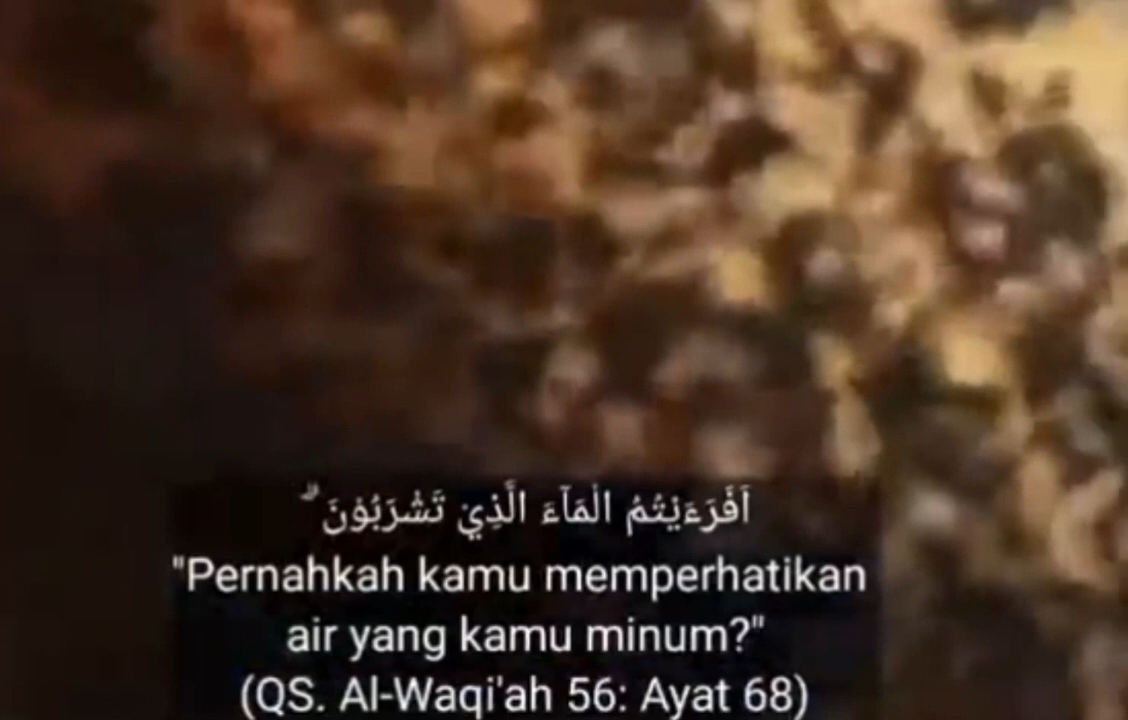 اَفَرَءَيْتُمُ الْمَآءَ الَّذِيْ تَشْرَبُوْنَۗ
"Pernahkah kamu memperhatikan
air yang kamu minum?"
(QS. Al-Waqi'ah 56: Ayat 68)